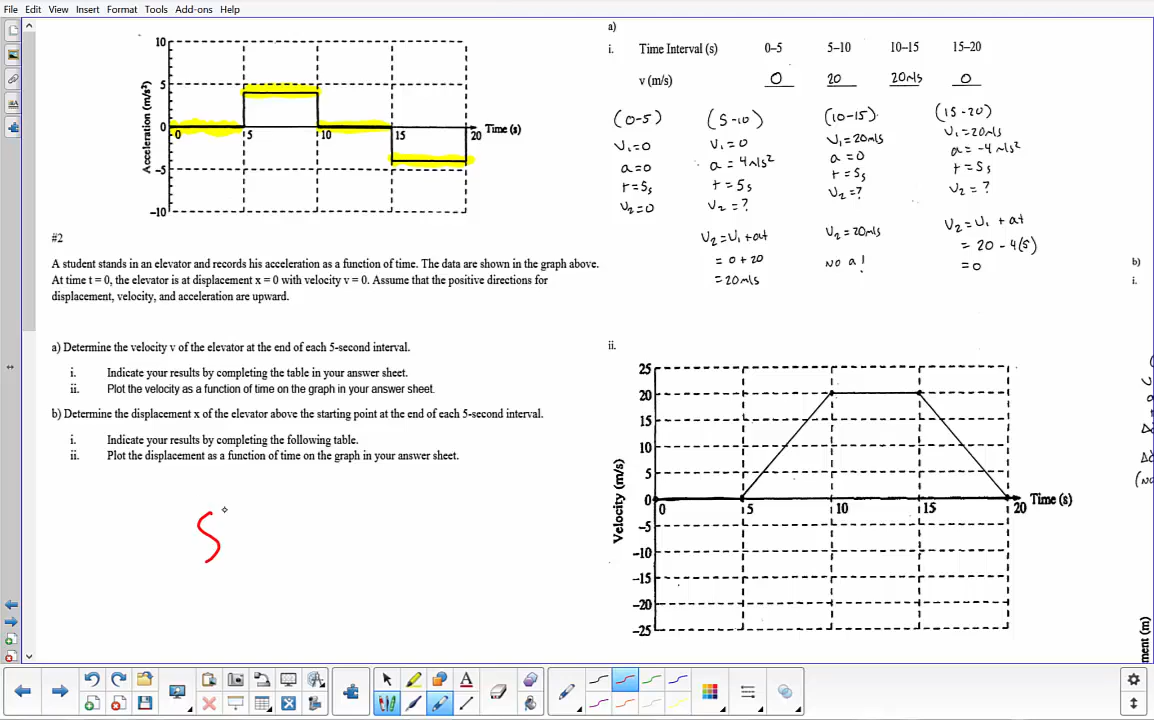 File Edit View Insert Format Tools Add-ons Help
10
5
0
-5
-10
Acceleration (m/s²)
0 5 10 15 20
Time (s)
#2
A student stands in an elevator and records his acceleration as a function of time. The data are shown in the graph above.
At time t = 0, the elevator is at displacement x = 0 with velocity v = 0. Assume that the positive directions for
displacement, velocity, and acceleration are upward.
a) Determine the velocity v of the elevator at the end of each 5-second interval.
i. Indicate your results by completing the table in your answer sheet.
ii. Plot the velocity as a function of time on the graph in your answer sheet.
b) Determine the displacement x of the elevator above the starting point at the end of each 5-second interval.
i. Indicate your results by completing the following table.
ii. Plot the displacement as a function of time on the graph in your answer sheet.
S
a)
i. Time Interval (s) 0–5 5–10 10–15 15–20
v (m/s) 0 20 20m/s 0
(0-5)
V₁=0
a=0
t=5s
V₂=0
(5-10)
V₁=0
a=4m/s²
t=5s
V₂=?
V₂=V₁+at
=0+20
=20m/s
(10-15)
V₁=20m/s
a=0
t=5s
V₂=?
V₂=20m/s
No a!
(15-20)
V₁=20m/s
a=-4m/s²
t=5s
V₂=?
V₂=V₁+at
=20-4(5)
=0
b)
i.
ii.
25
20
15
10
5
0
-5
-10
-15
-20
-25
Velocity (m/s)
0 5 10 15 20
Time (s)
ment (m)